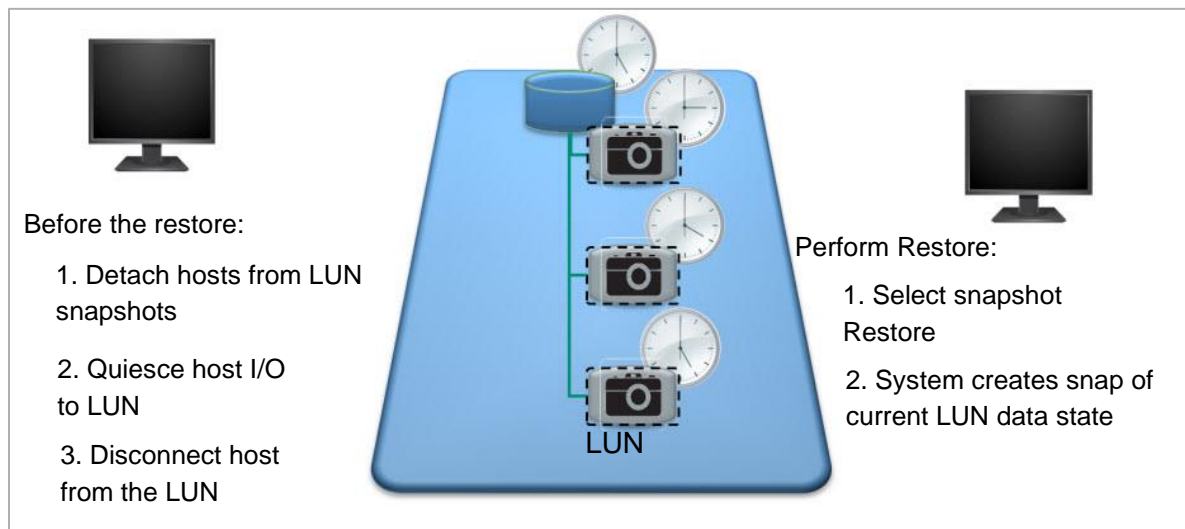 Before the restore:
1. Detach hosts from LUN
snapshots
2. Quiesce host I/O
to LUN
3. Disconnect host
from the LUN
LUN
Perform Restore:
1. Select snapshot
Restore
2. System creates snap of
current LUN data state